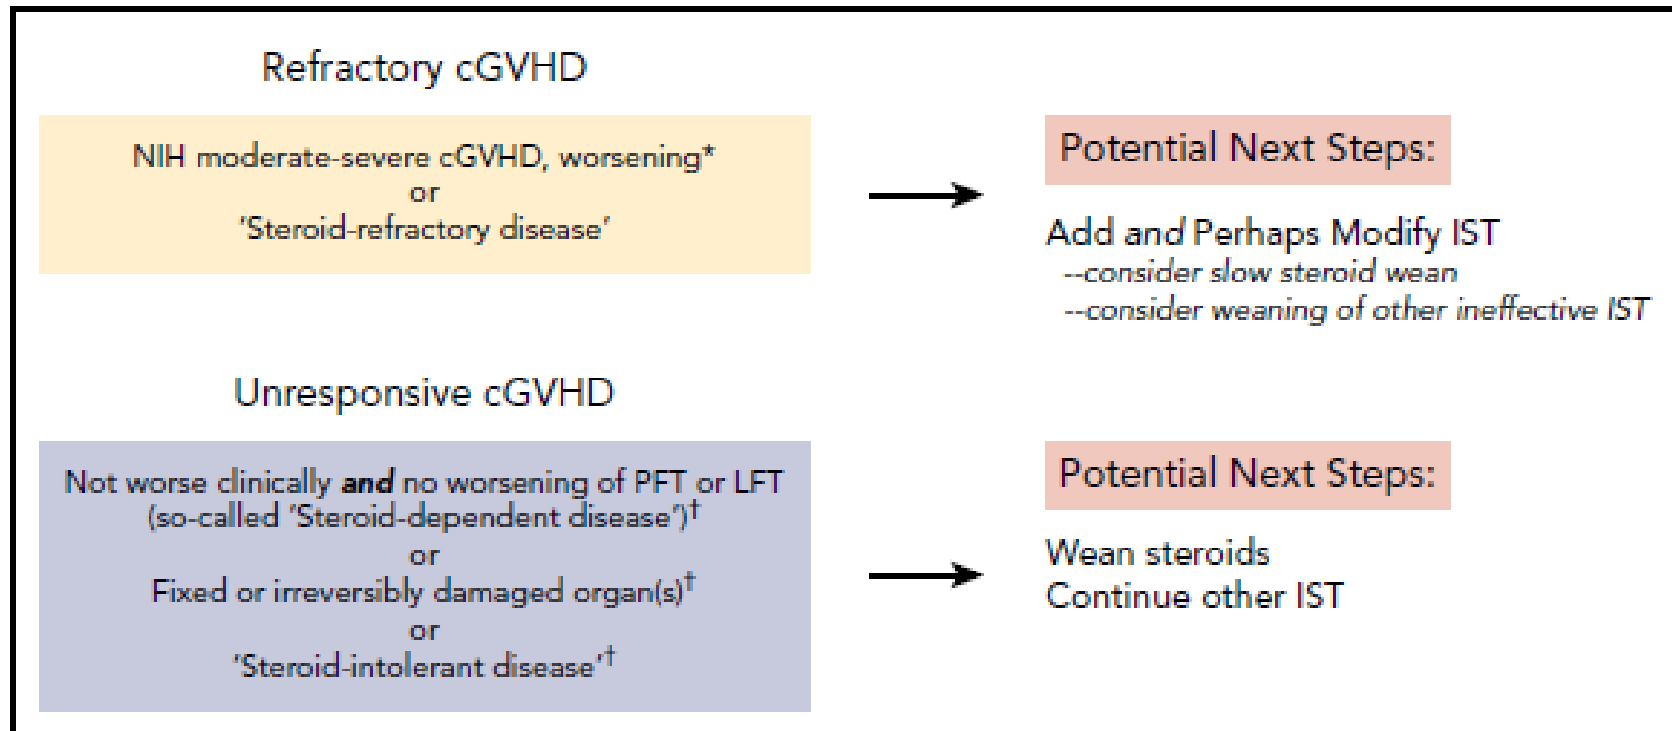 Refractory cGVHD
NIH moderate-severe cGVHD, worsening*
or
'Steroid-refractory disease'
Potential Next Steps:
Add and Perhaps Modify IST
--consider slow steroid wean
--consider weaning of other ineffective IST
Unresponsive cGVHD
Not worse clinically and no worsening of PFT or LFT
(so-called 'Steroid-dependent disease')†
or
Fixed or irreversibly damaged organ(s)†
or
'Steroid-intolerant disease'†
Potential Next Steps:
Wean steroids
Continue other IST